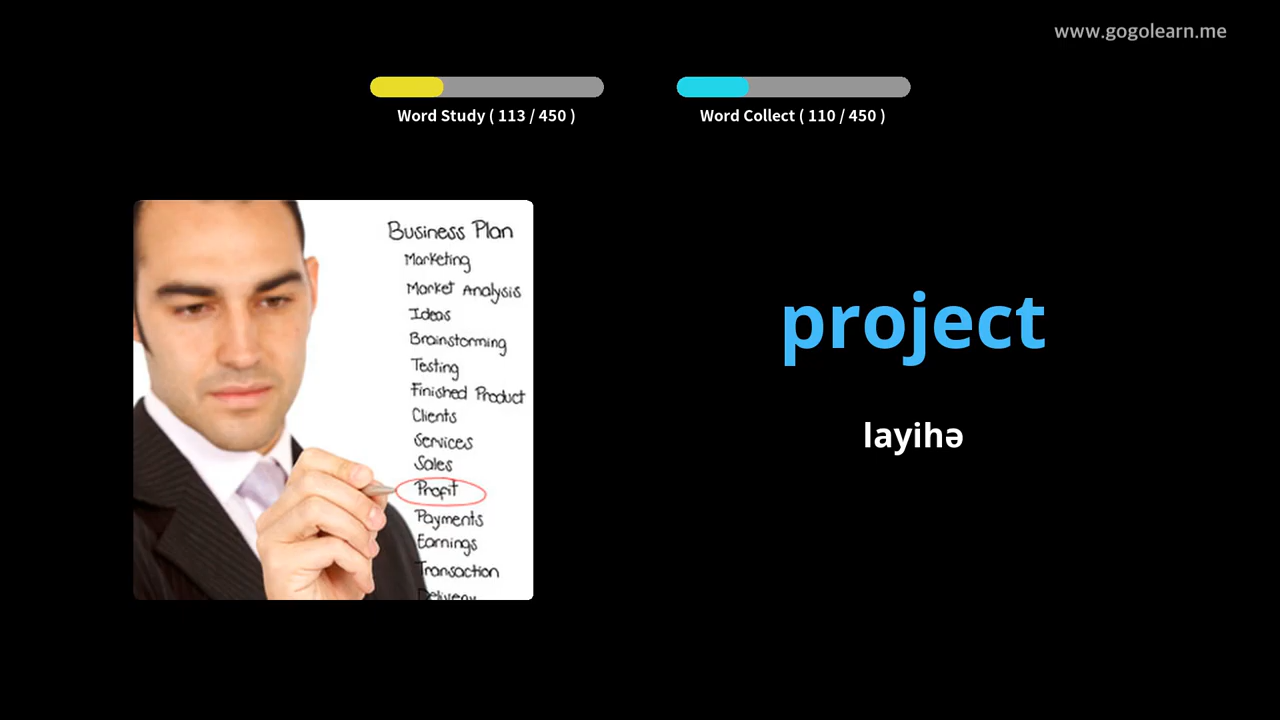 www.gogolearn.me
Word Study ( 113 / 450 )
Word Collect ( 110 / 450 )
Business Plan
Marketing
Market Analysis
Ideas
Brainstorming
Testing
Finished Product
Clients
Services
Sales
Profit
Payments
Earnings
Transaction
Delivery
project
layihə